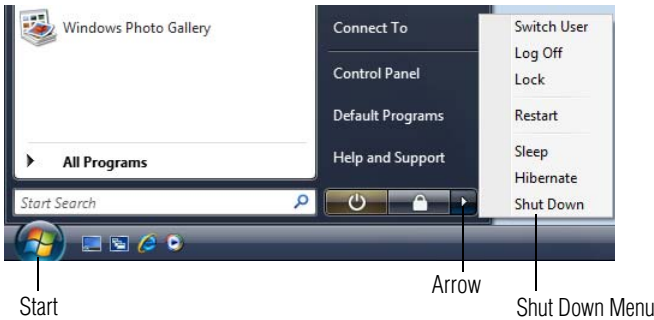 Windows Photo Gallery
All Programs
Start Search
Connect To
Control Panel
Default Programs
Help and Support
Switch User
Log Off
Lock
Restart
Sleep
Hibernate
Shut Down
Start
Arrow
Shut Down Menu